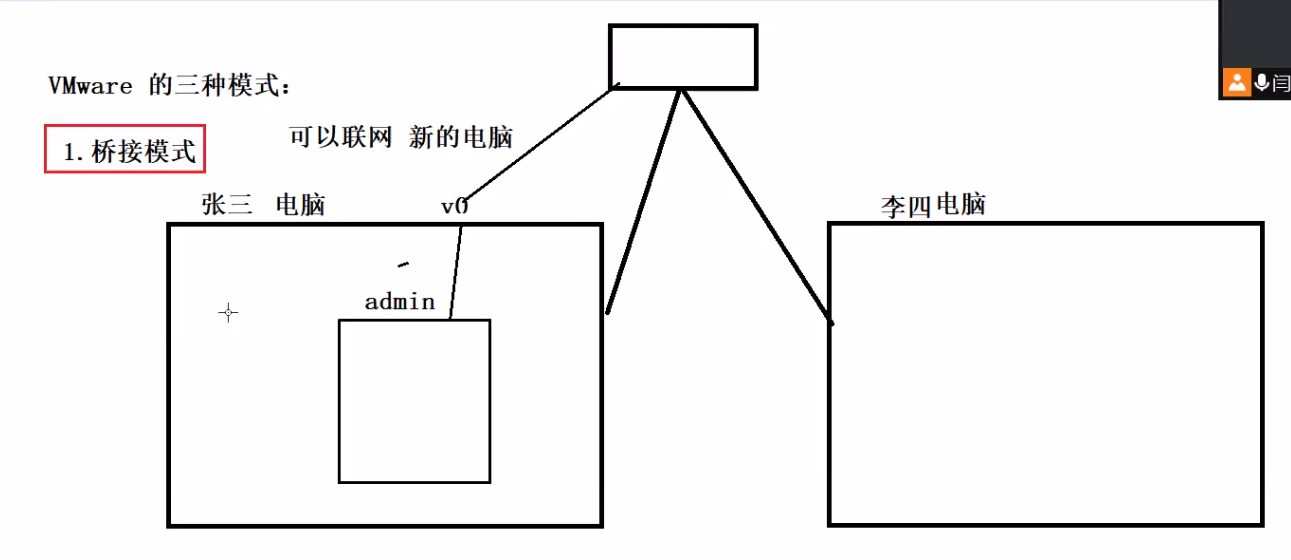 VMware 的三种模式：
1.桥接模式
可以联网 新的电脑
张三 电脑
v0
李四电脑
admin
闫